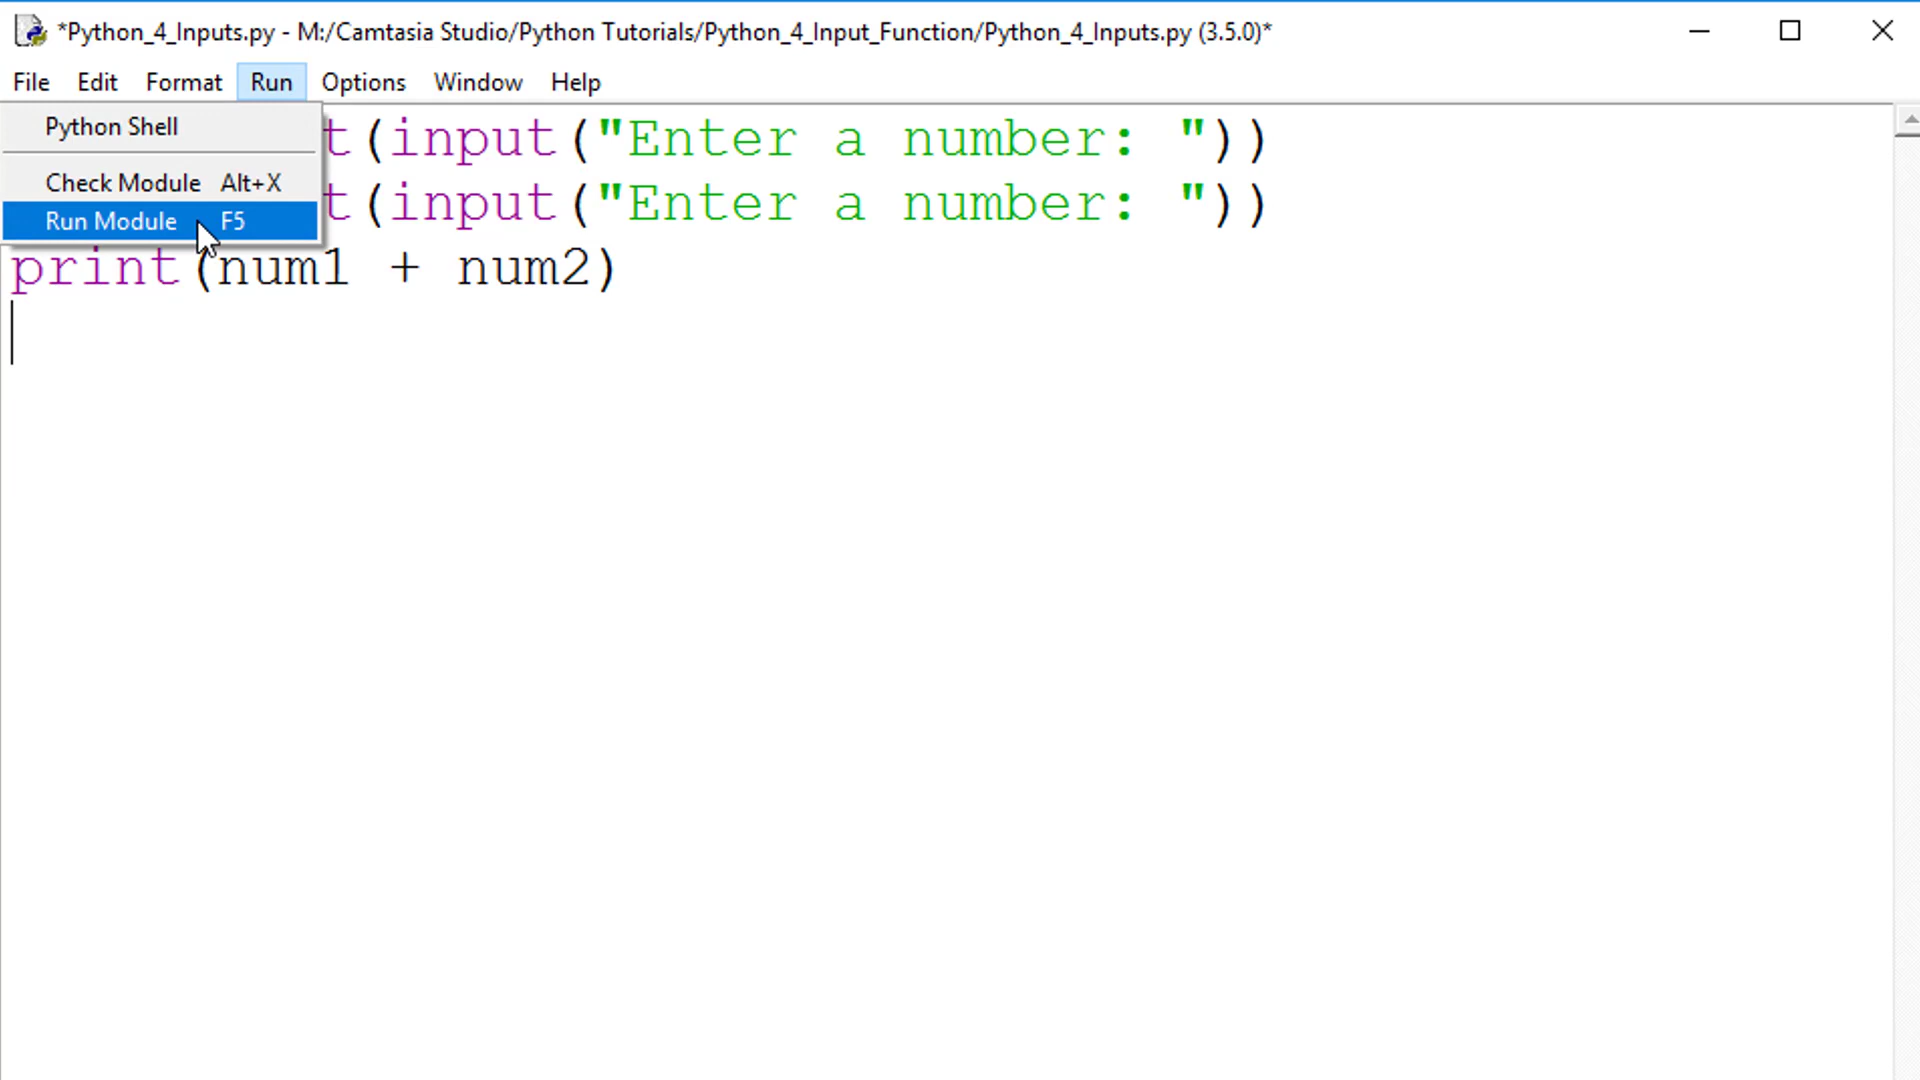 *Python_4_Inputs.py - M:/Camtasia Studio/Python Tutorials/Python_4_Input_Function/Python_4_Inputs.py (3.5.0)*
File Edit Format Run Options Window Help
Python Shell
Check Module Alt+X
Run Module F5
t(input("Enter a number: "))
t(input("Enter a number: "))
print(num1 + num2)